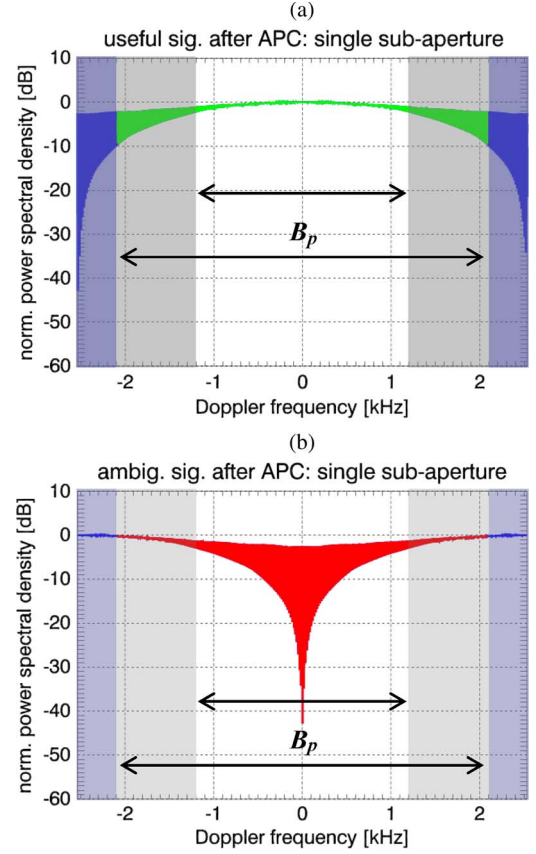 (a)
useful sig. after APC: single sub-aperture
norm. power spectral density [dB]
10
0
-10
-20
-30
-40
-50
-60
Bp
-2
-1
0
1
2
Doppler frequency [kHz]
(b)
ambig. sig. after APC: single sub-aperture
norm. power spectral density [dB]
10
0
-10
-20
-30
-40
-50
-60
Bp
-2
-1
0
1
2
Doppler frequency [kHz]